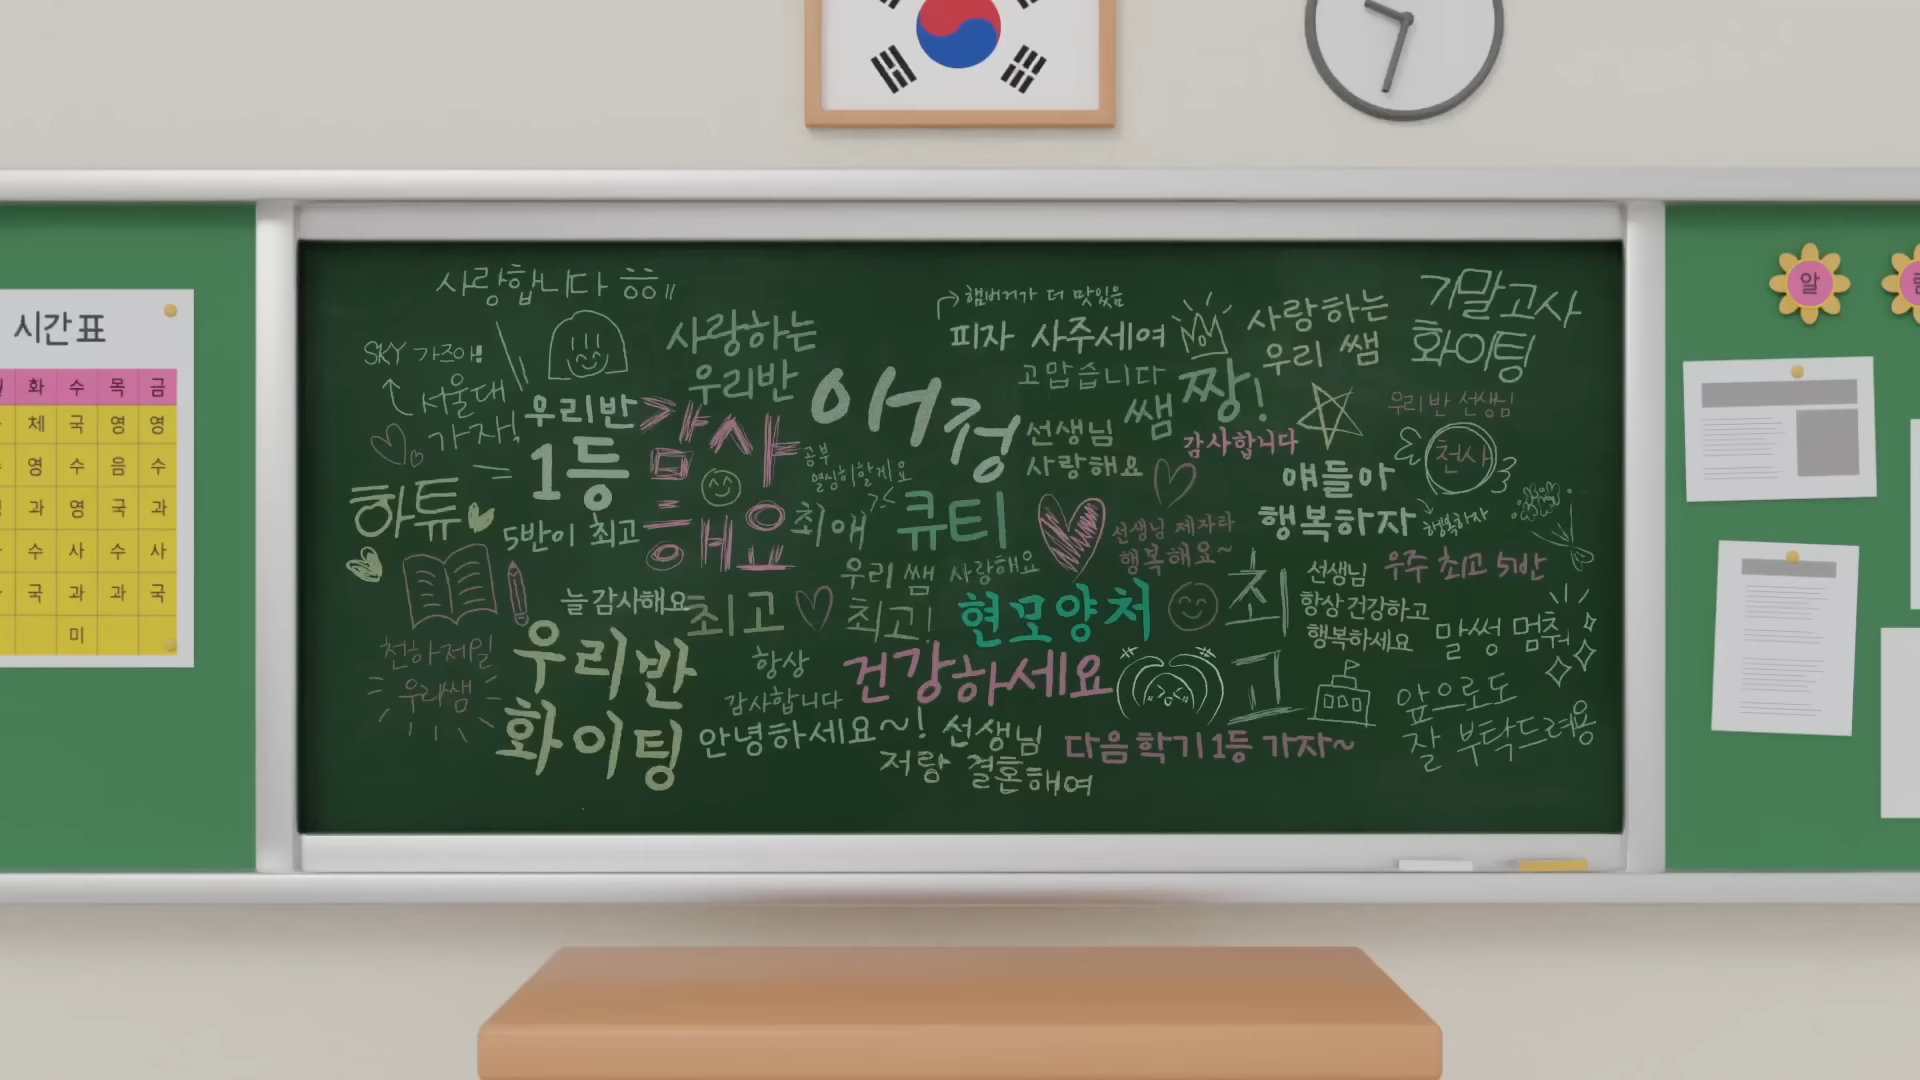 시간표
화 수 목 금
체 국 영 영
영 수 음 수
과 영 국 과
수 사 수 사
국 과 과 국
미
사랑합니다 ㅎㅎ
SKY 가즈아!!
서울대
가재!
하튜
우리반
1등
5반이 최고
천하제일
우리쌤
늘 감사해요
우리반
화이팅
사랑하는
우리반
감사
해요
애정
공부
열심히할게요
최애
큐티
최고
우리 쌤
최고!
사랑해요
항상
감사합니다
안녕하세요~!
건강하세요
현모양처
선생님
저랑 결혼해여
햄버거가 더 맛있음
피자 사주세여
고맙습니다
쌤 짱!
선생님
사랑해요
감사합니다
사랑하는
우리 쌤
선생님 제자라
행복해요~
최고
다음 학기 1등 가자~
기말고사
화이팅
우리반 선생님
천사
얘들아
행복하자
행복하자
선생님
항상 건강하고
행복하세요
우주 최고 5반
말썽 멈춰
앞으로도
잘 부탁드려용
알